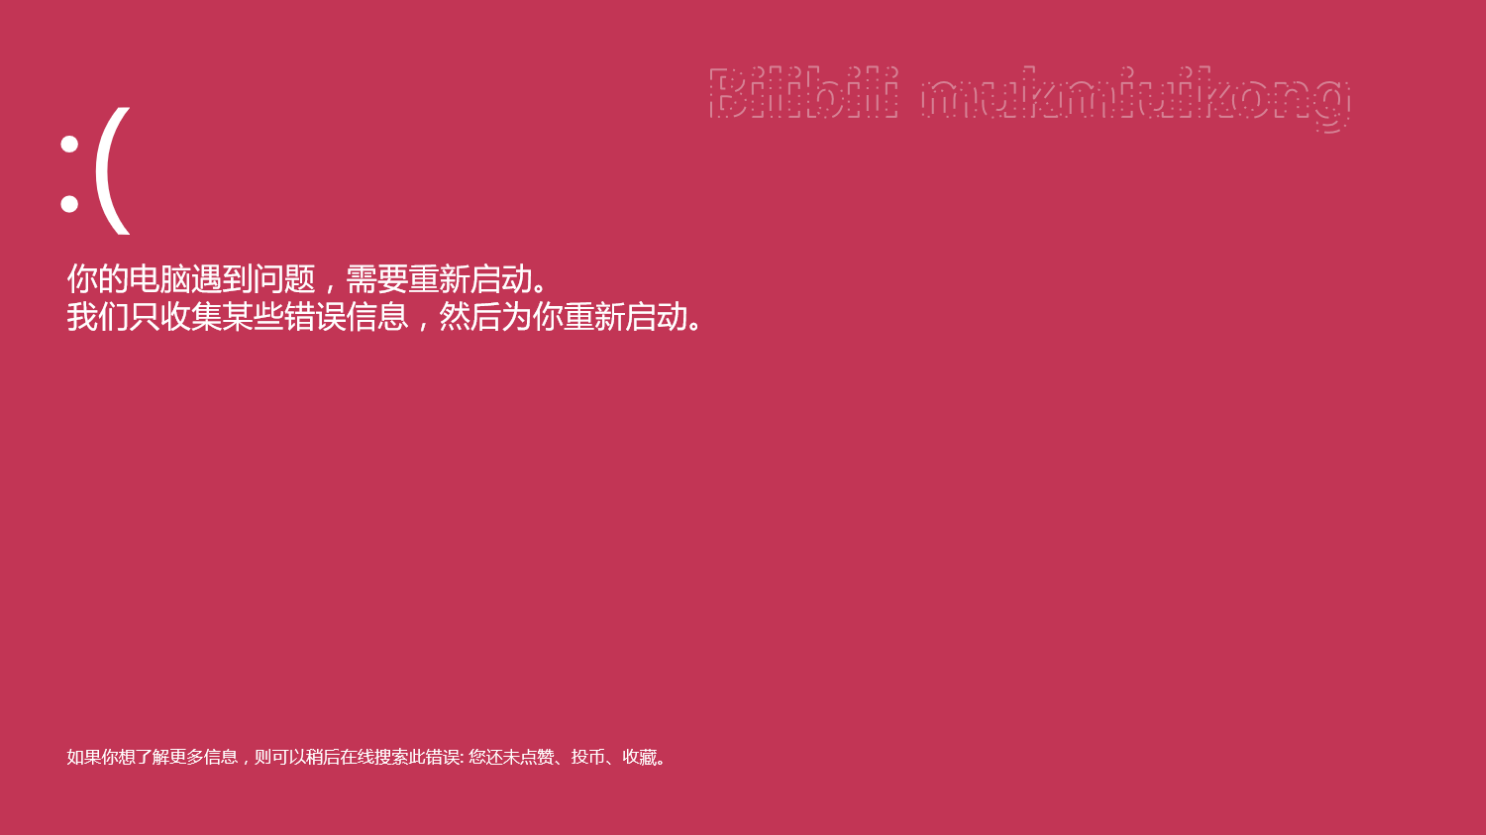 Bilibili mukmiuikong
:(
你的电脑遇到问题，需要重新启动。
我们只收集某些错误信息，然后为你重新启动。
如果你想了解更多信息，则可以稍后在线搜索此错误: 您还未点赞、投币、收藏。